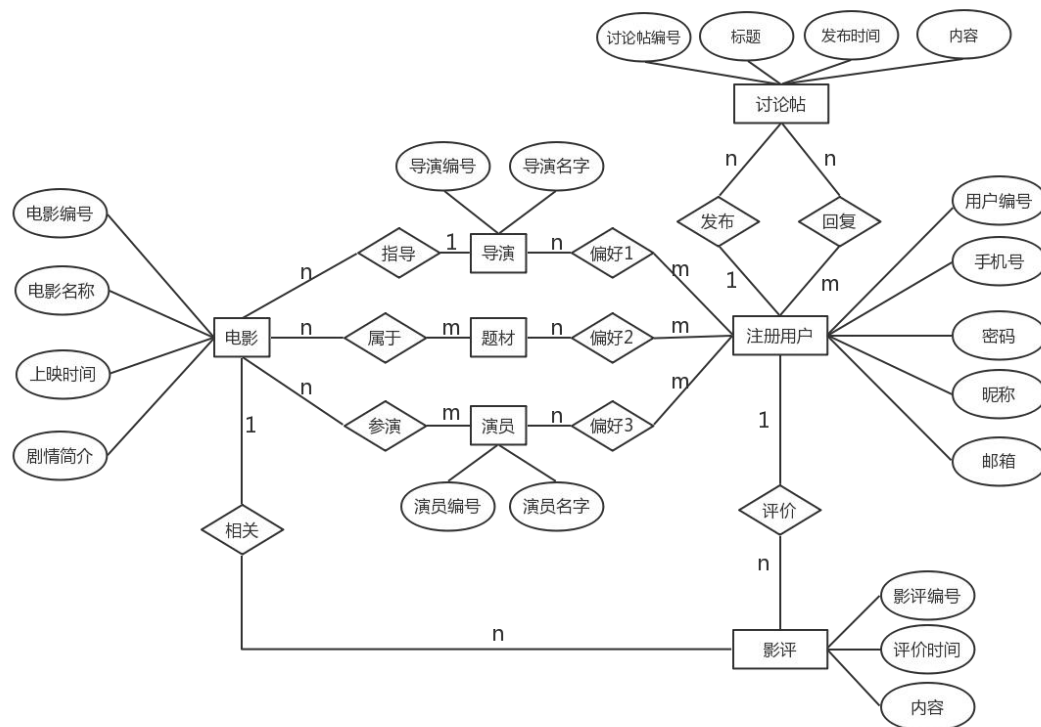 讨论帖编号
标题
发布时间
内容
讨论帖
导演编号
导演名字
n
n
用户编号
电影编号
发布
回复
指导
1
导演
n
偏好1
手机号
n
m
1
m
电影名称
电影
n
属于
m
题材
n
偏好2
m
注册用户
密码
上映时间
n
m
昵称
1
参演
m
演员
n
偏好3
1
剧情简介
邮箱
演员编号
演员名字
评价
相关
n
影评编号
n
影评
评价时间
内容